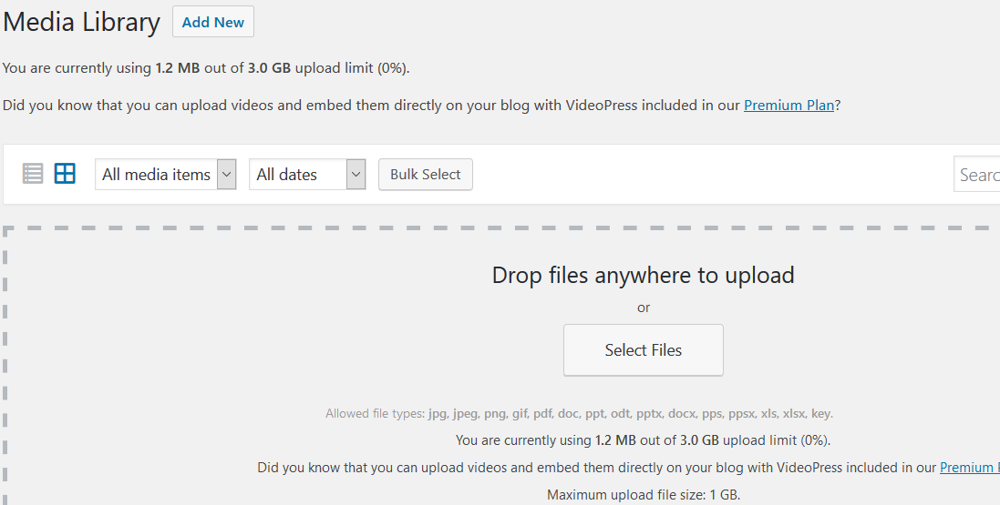 Media Library Add New
You are currently using 1.2 MB out of 3.0 GB upload limit (0%).
Did you know that you can upload videos and embed them directly on your blog with VideoPress included in our Premium Plan?
All media items All dates Bulk Select Searc
Drop files anywhere to upload
or
Select Files
Allowed file types: jpg, jpeg, png, gif, pdf, doc, ppt, odt, pptx, docx, pps, ppsx, xls, xlsx, key.
You are currently using 1.2 MB out of 3.0 GB upload limit (0%).
Did you know that you can upload videos and embed them directly on your blog with VideoPress included in our Premium
Maximum upload file size: 1 GB.